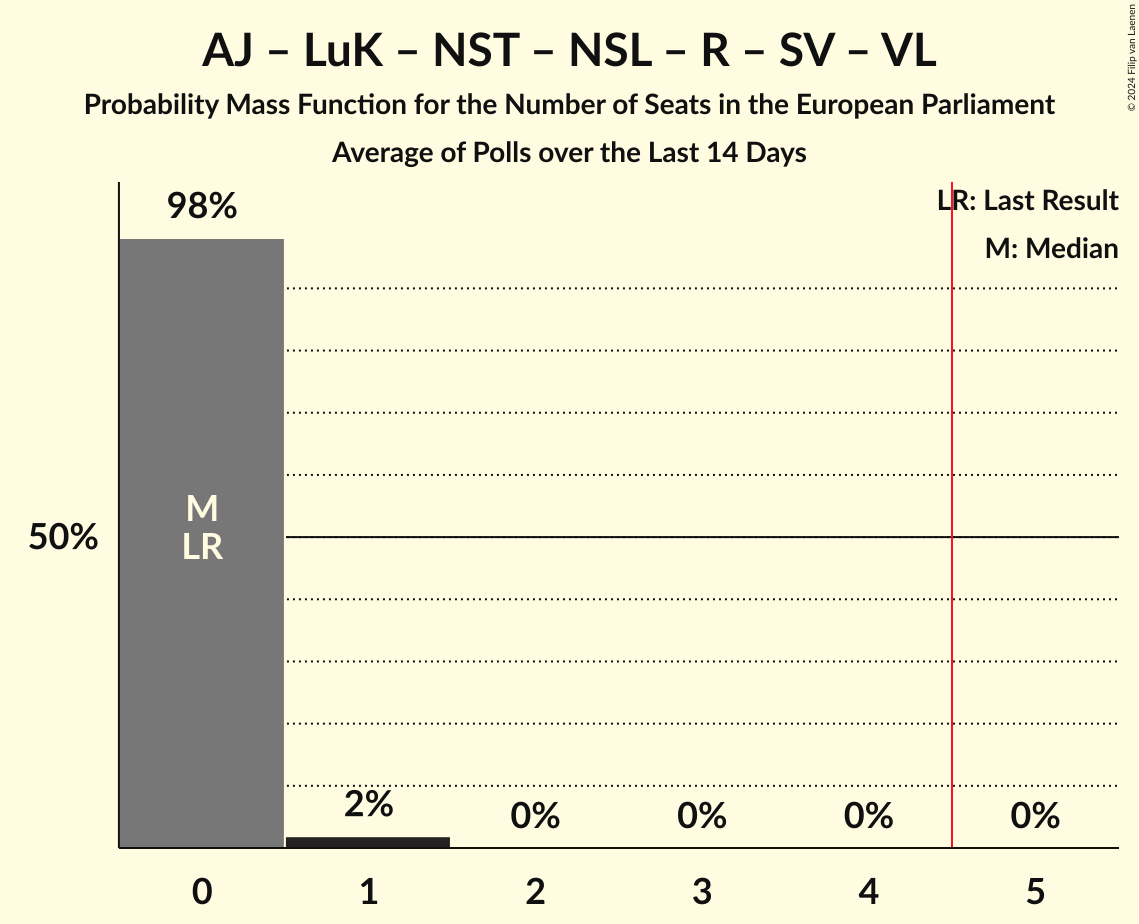 AJ – LuK – NST – NSL – R – SV – VL
Probability Mass Function for the Number of Seats in the European Parliament
Average of Polls over the Last 14 Days
© 2024 Filip van Laenen
LR: Last Result
M: Median
98%
M
LR
50%
2%
0%
0%
0%
0%
0
1
2
3
4
5